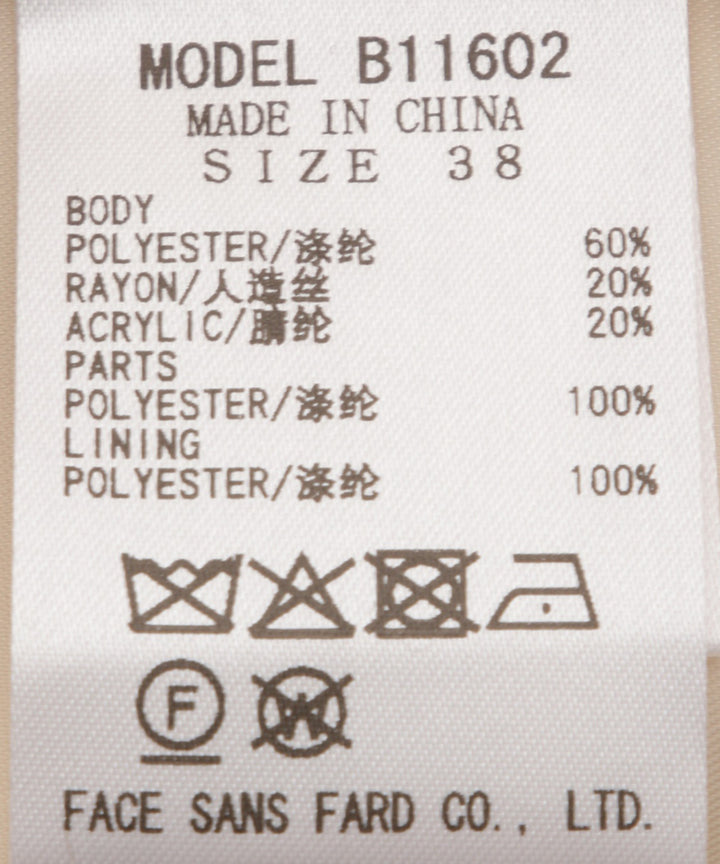 MODEL B11602
MADE IN CHINA
SIZE 38
BODY
POLYESTER/涤纶 60%
RAYON/人造丝 20%
ACRYLIC/腈纶 20%
PARTS
POLYESTER/涤纶 100%
LINING
POLYESTER/涤纶 100%
F W
FACE SANS FARD CO., LTD.